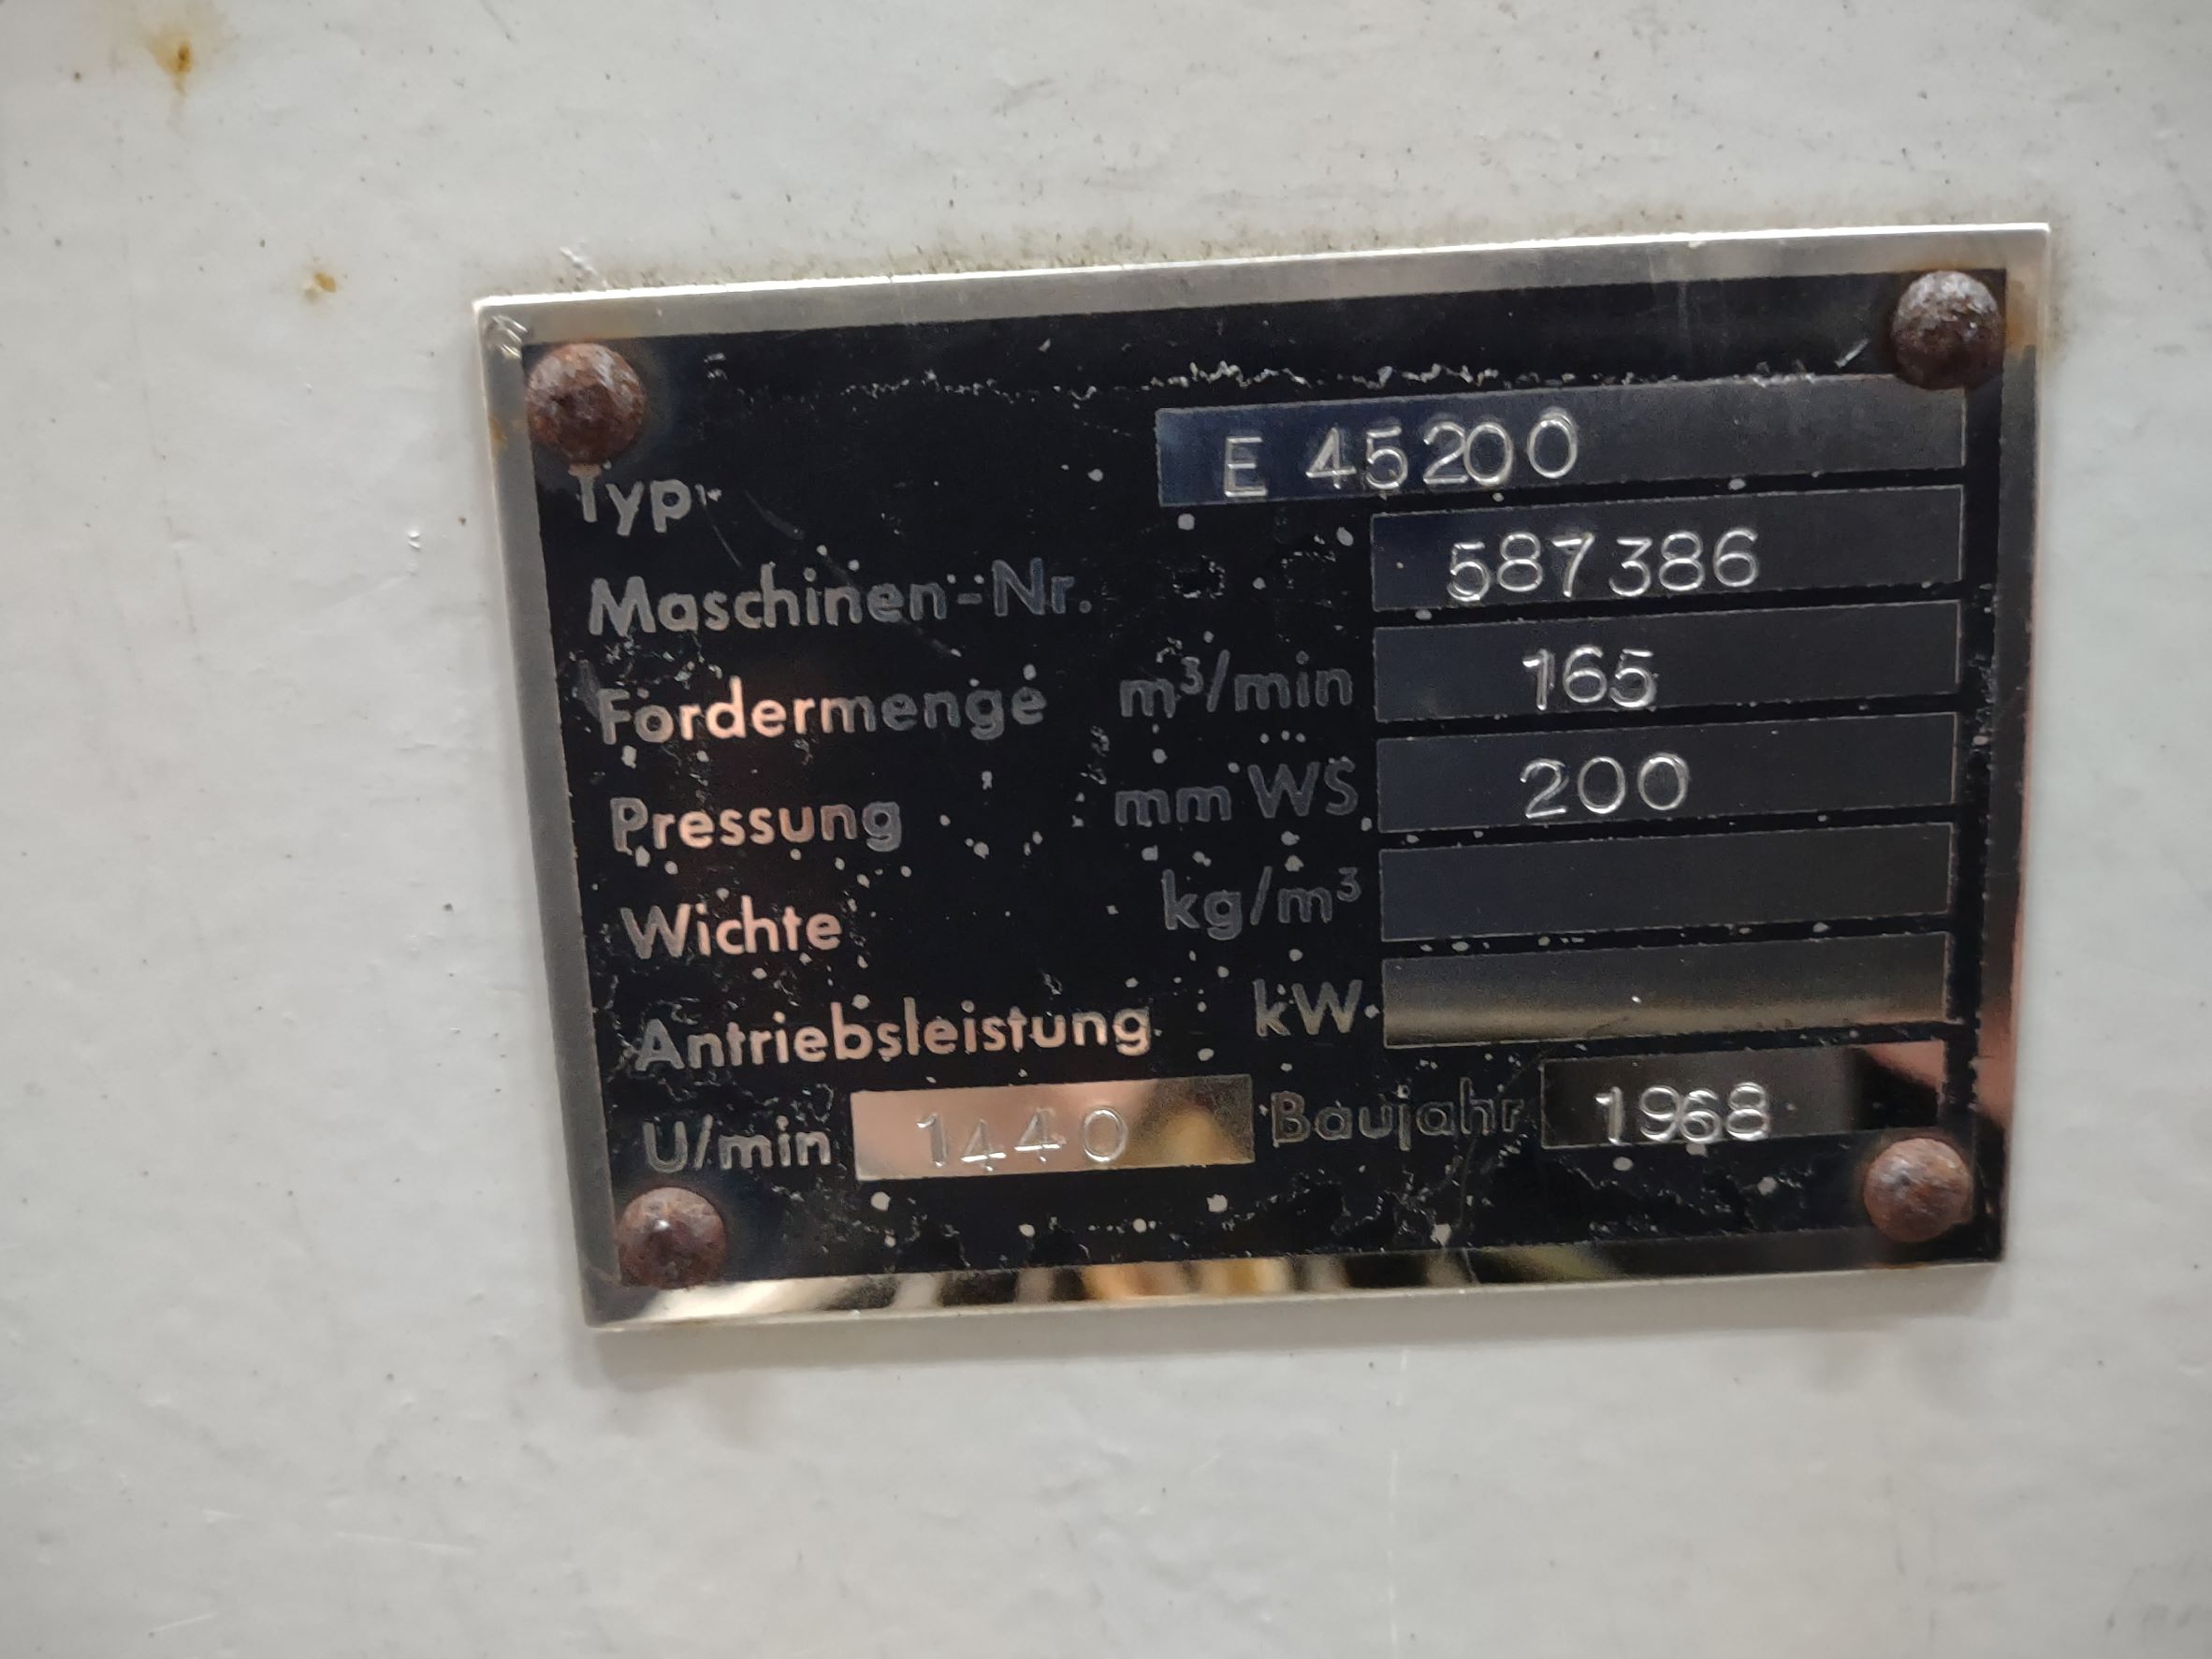 Typ E 45200
Maschinen-Nr. 587386
Fördermenge m³/min 165
Pressung mm WS 200
Wichte kg/m³
Antriebsleistung kW
U/min 1440 Baujahr 1968